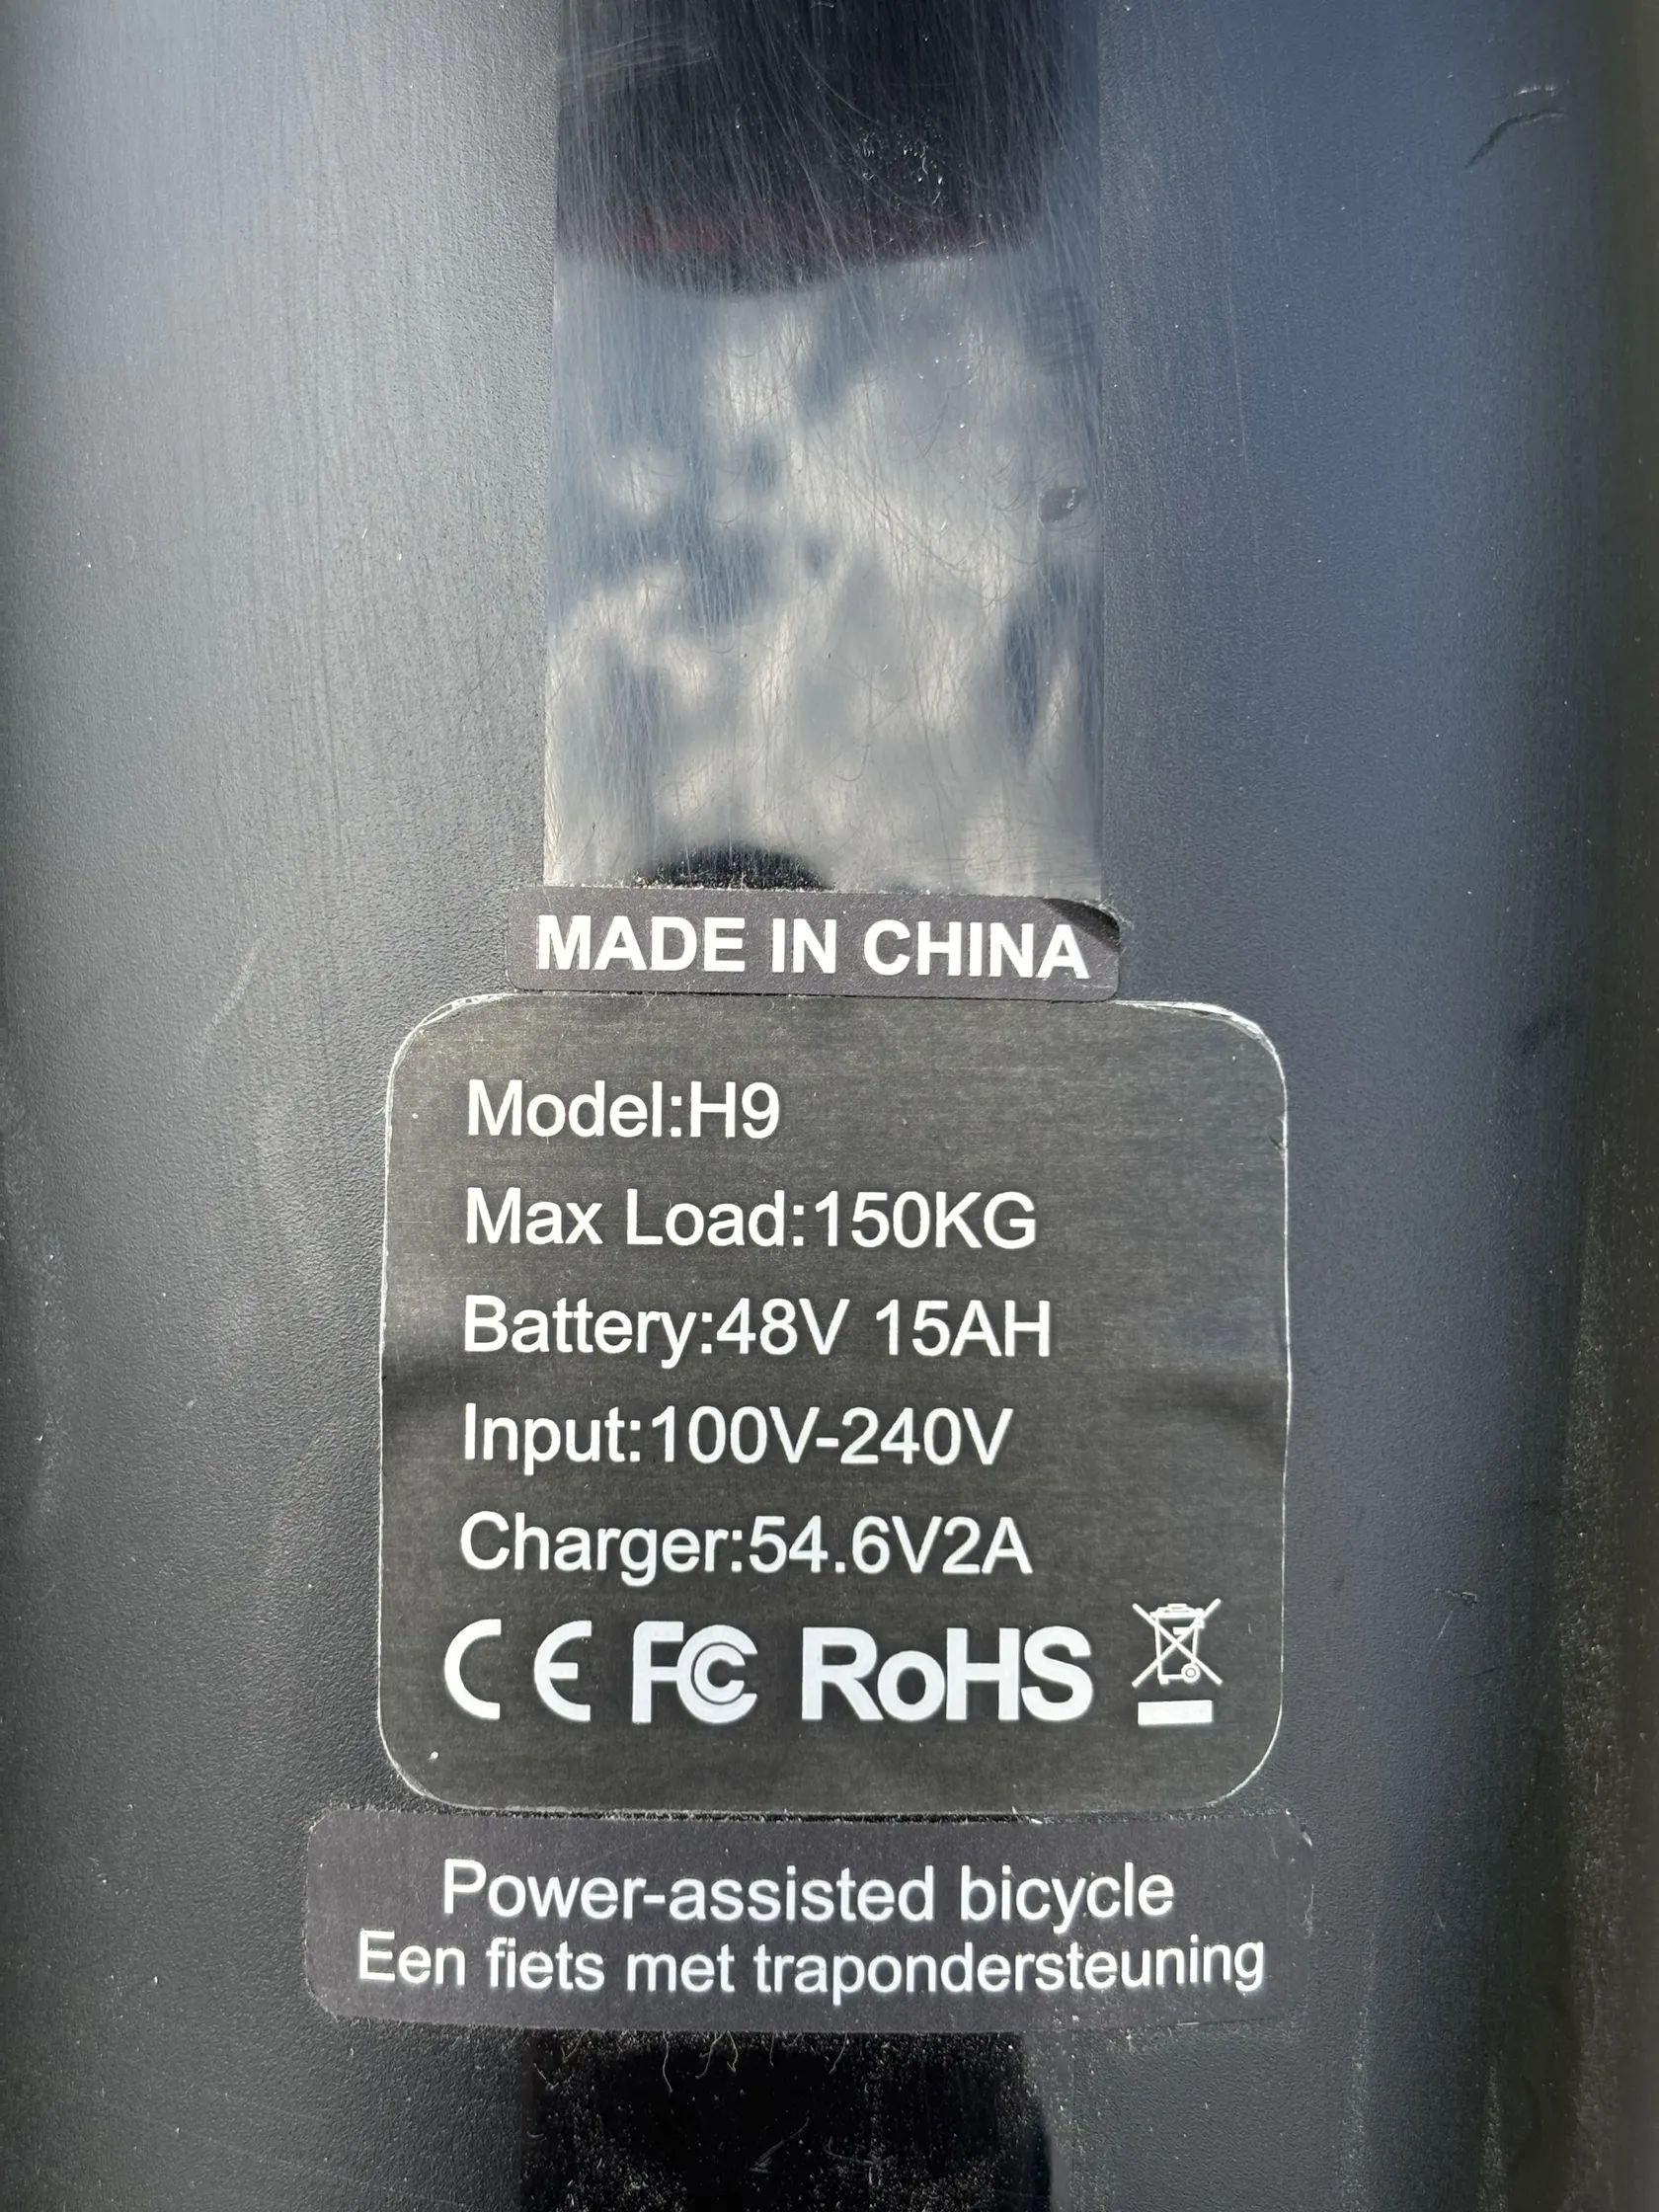 MADE IN CHINA
Model:H9
Max Load:150KG
Battery:48V 15AH
Input:100V-240V
Charger:54.6V2A
CE FC RoHS
Power-assisted bicycle
Een fiets met trapondersteuning